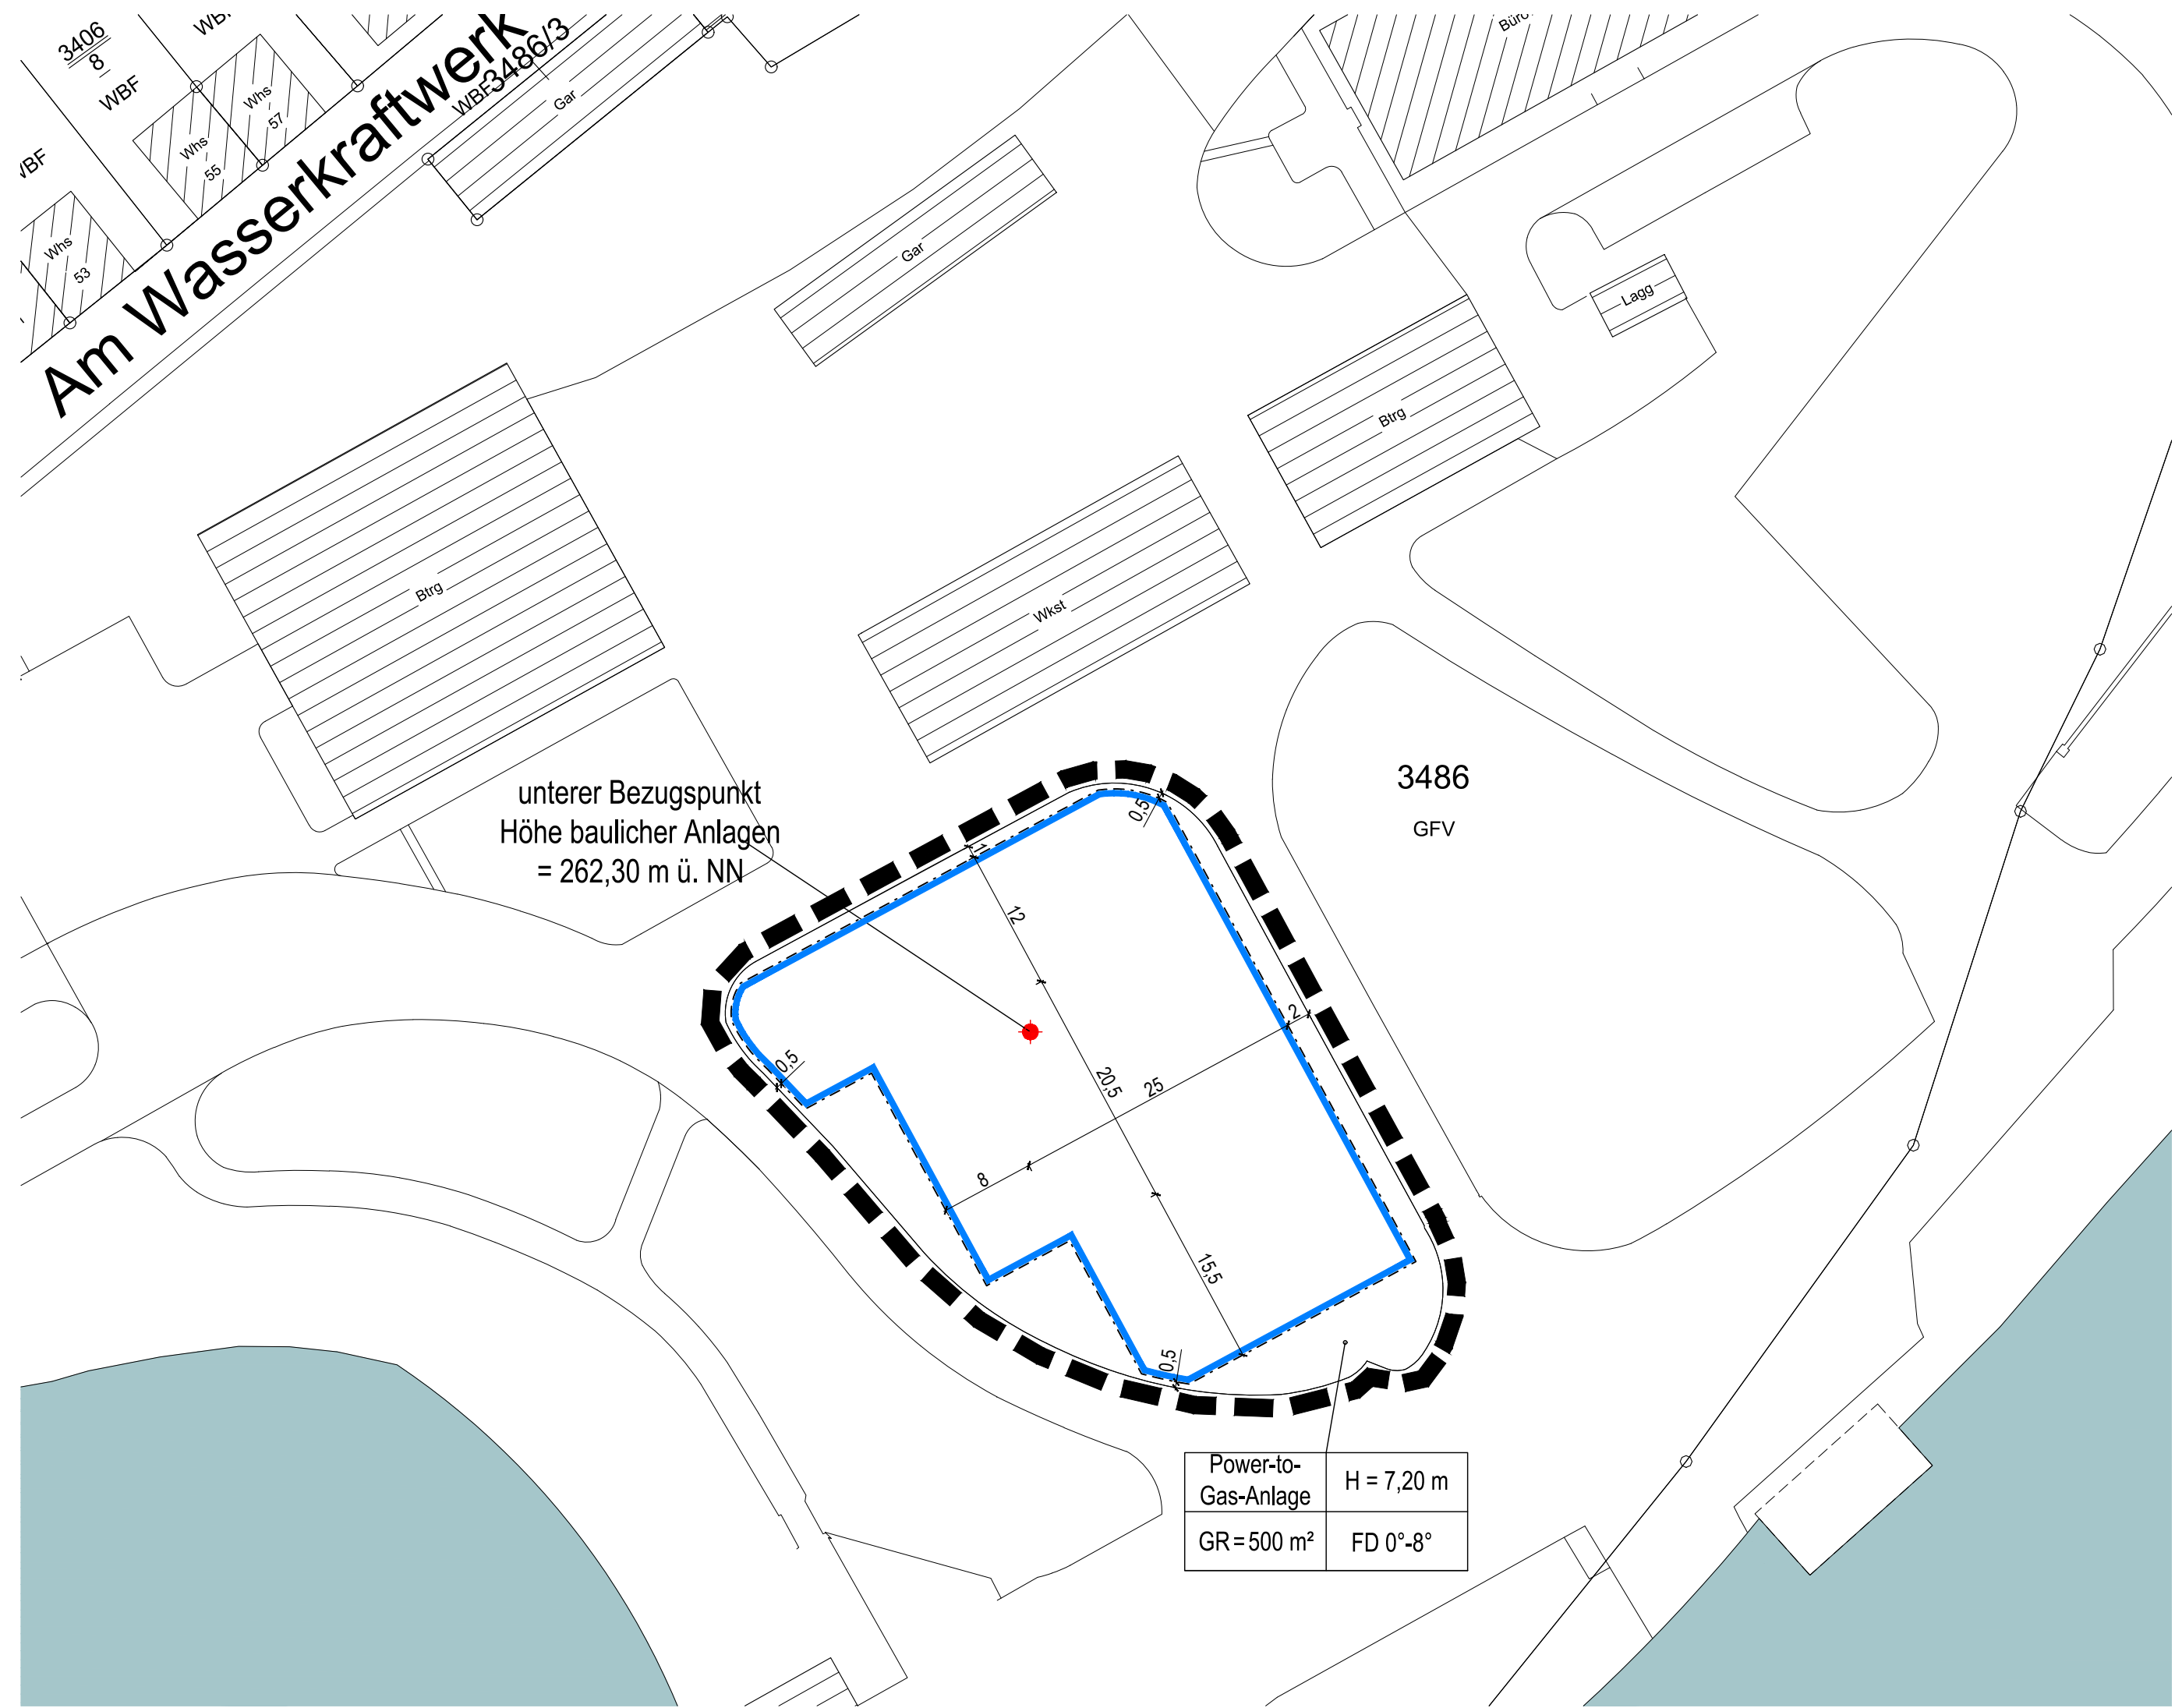 3406
8
WBF
Whs
57
Whs
55
WBF
3486/3
Gar
Whs
53
Am Wasserkraftwerk
Gar
Lagg
Btrg
Btrg
Wkst
3486
GFV
unterer Bezugspunkt
Höhe baulicher Anlagen
= 262,30 m ü. NN
0,5
1
12
2
0,5
20,5
25
8
15,5
0,5
Power-to-
Gas-Anlage
H = 7,20 m
GR = 500 m²
FD 0°-8°